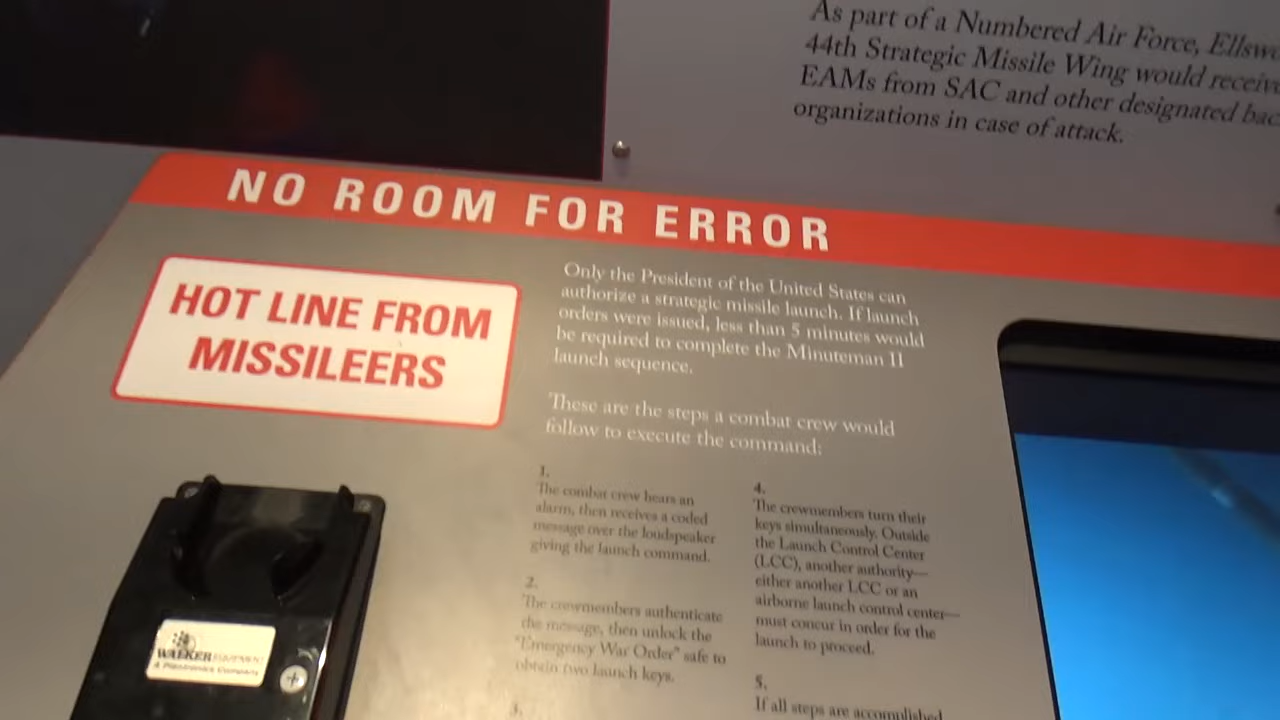 As part of a Numbered Air Force,
44th Strategic Missile Wing would
EAMs from SAC and other designated
organizations in case of attack.
NO ROOM FOR ERROR
HOT LINE FROM
MISSILEERS
Only the President of the United States can
authorize a strategic missile launch. If launch
orders were issued, less than 5 minutes would
be required to complete the Minuteman II
launch sequence.
These are the steps a combat crew would
follow to execute the command:
1.
The combat crew hears an
alarm, then receives a coded
message over the loudspeaker
giving the launch command.
2.
The crewmembers authenticate
the message, then unlock the
"Emergency War Order" safe to
obtain two launch keys.
3.
4.
The crewmembers turn their
keys simultaneously. Outside
the Launch Control Center
(LCC), another authority—
either another LCC or an
airborne launch control center—
must concur in order for the
launch to proceed.
5.
If all steps are accomplished
WALKER EQUIPMENT
A Plantronics Company